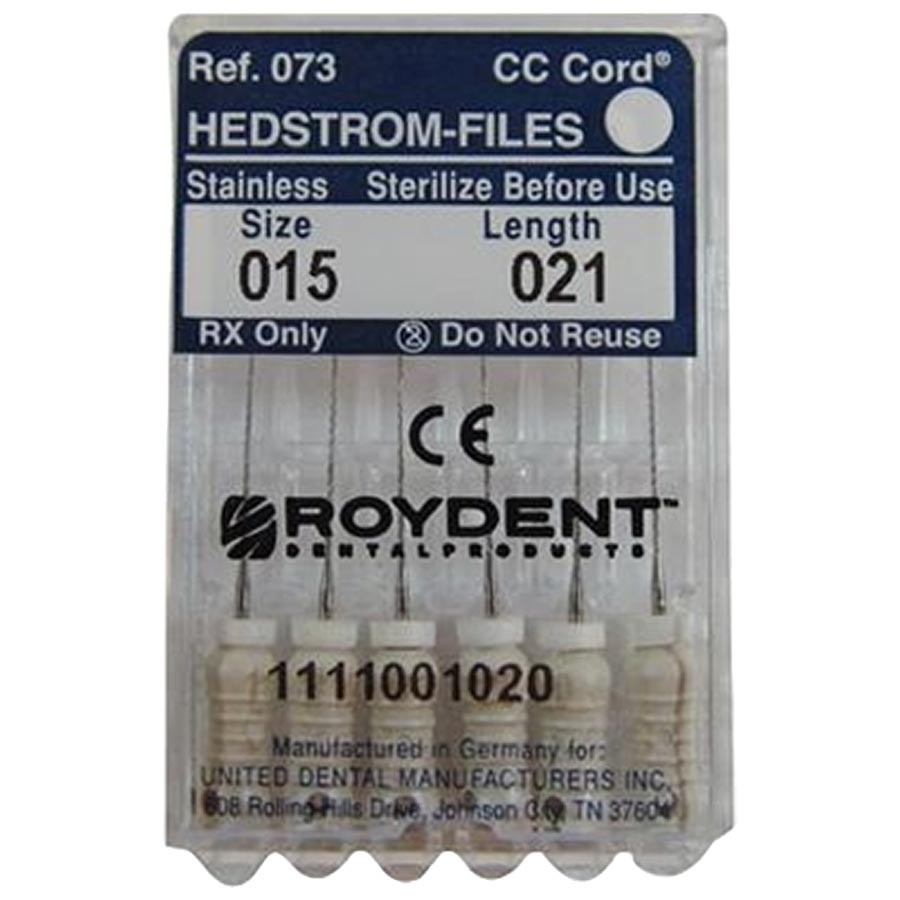 Ref. 073 CC Cord®
HEDSTROM-FILES
Stainless Sterilize Before Use
Size Length
015 021
RX Only Do Not Reuse
CE
ROYDENT™
DENTAL PRODUCTS
1111001020
Manufactured in Germany for:
UNITED DENTAL MANUFACTURERS INC.
608 Rolling Hills Drive, Johnson City, TN 37604